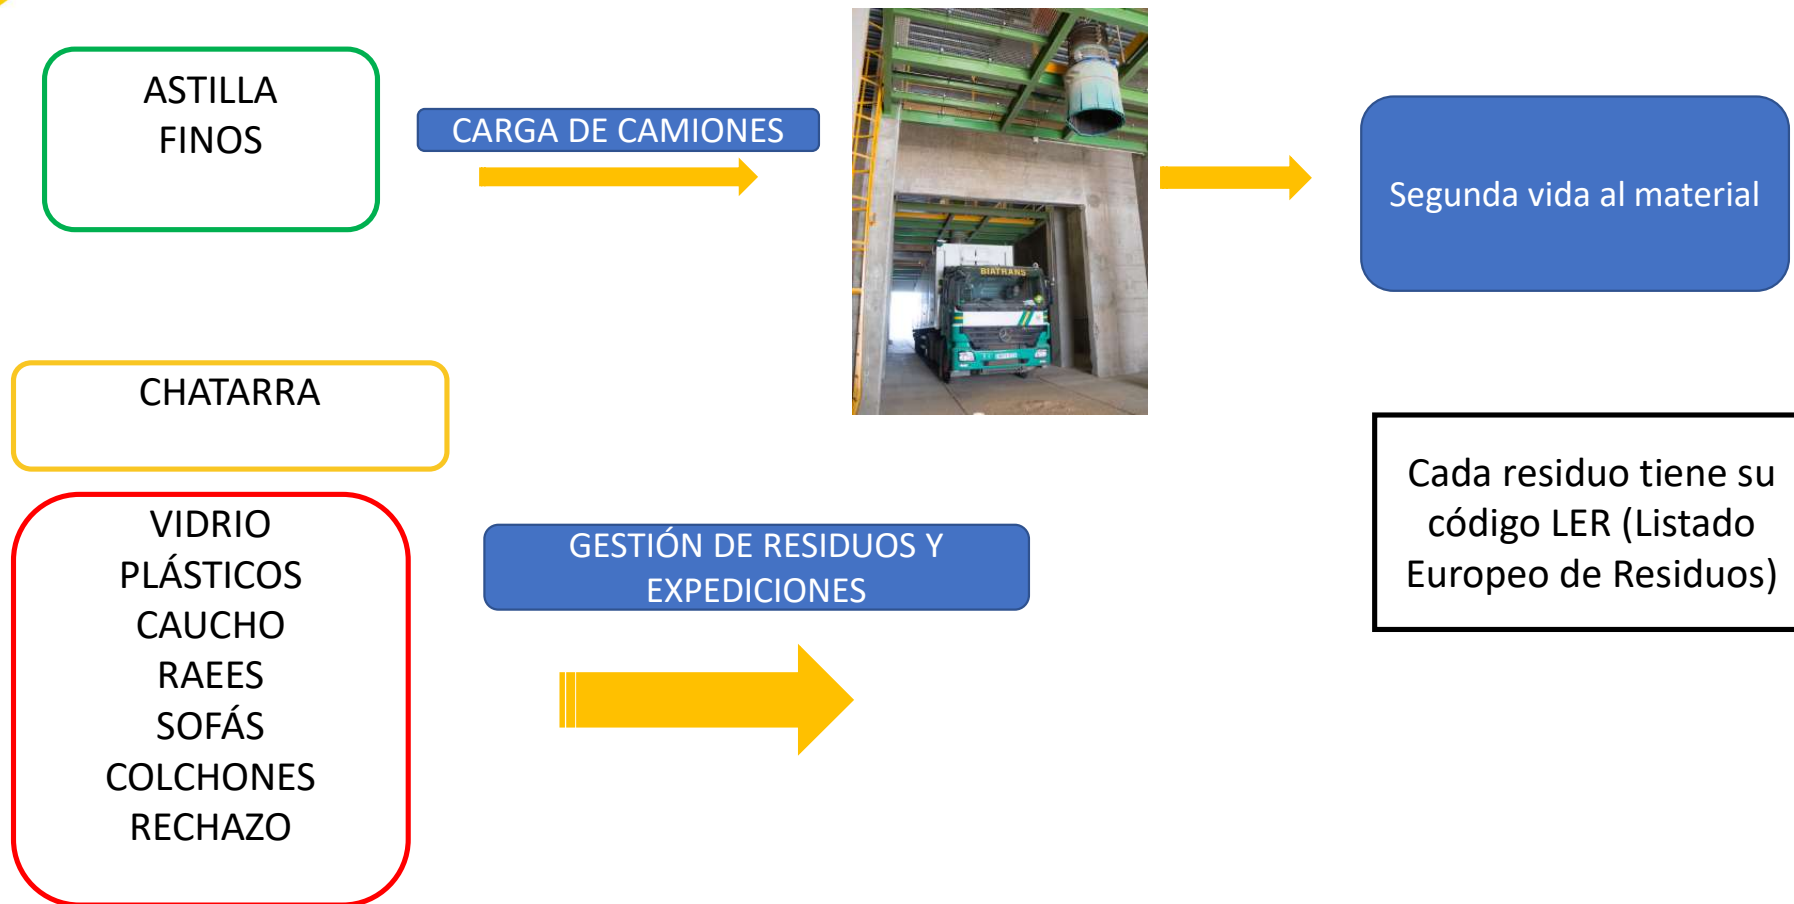 ASTILLA
FINOS
CARGA DE CAMIONES
BIATRANS
Segunda vida al material
CHATARRA
VIDRIO
PLÁSTICOS
CAUCHO
RAEES
SOFÁS
COLCHONES
RECHAZO
GESTIÓN DE RESIDUOS Y
EXPEDICIONES
Cada residuo tiene su
código LER (Listado
Europeo de Residuos)